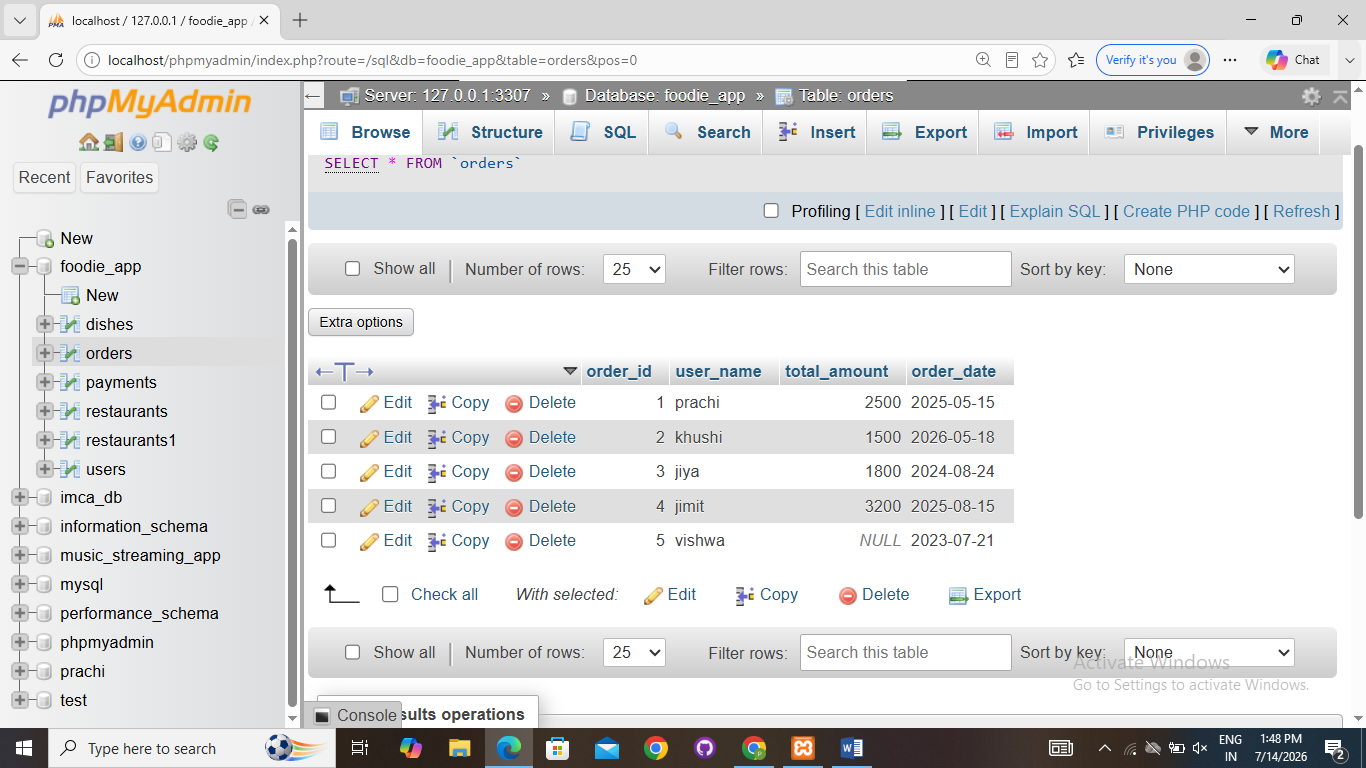 localhost / 127.0.0.1 / foodie_app
localhost/phpmyadmin/index.php?route=/sql&db=foodie_app&table=orders&pos=0
Verify it's you
Chat
phpMyAdmin
Recent
Favorites
New
foodie_app
New
dishes
orders
payments
restaurants
restaurants1
users
imca_db
information_schema
music_streaming_app
mysql
performance_schema
phpmyadmin
prachi
test
Server: 127.0.0.1:3307 » Database: foodie_app » Table: orders
Browse Structure SQL Search Insert Export Import Privileges More
SELECT * FROM `orders`
Profiling [ Edit inline ] [ Edit ] [ Explain SQL ] [ Create PHP code ] [ Refresh ]
Show all Number of rows: 25 Filter rows: Search this table Sort by key: None
Extra options
order_id user_name total_amount order_date
Edit Copy Delete 1 prachi 2500 2025-05-15
Edit Copy Delete 2 khushi 1500 2026-05-18
Edit Copy Delete 3 jiya 1800 2024-08-24
Edit Copy Delete 4 jimit 3200 2025-08-15
Edit Copy Delete 5 vishwa NULL 2023-07-21
Check all With selected: Edit Copy Delete Export
Show all Number of rows: 25 Filter rows: Search this table Sort by key: None
Activate Windows
Go to Settings to activate Windows.
Console
sults operations
Type here to search
ENG
IN
1:48 PM
7/14/2026
2